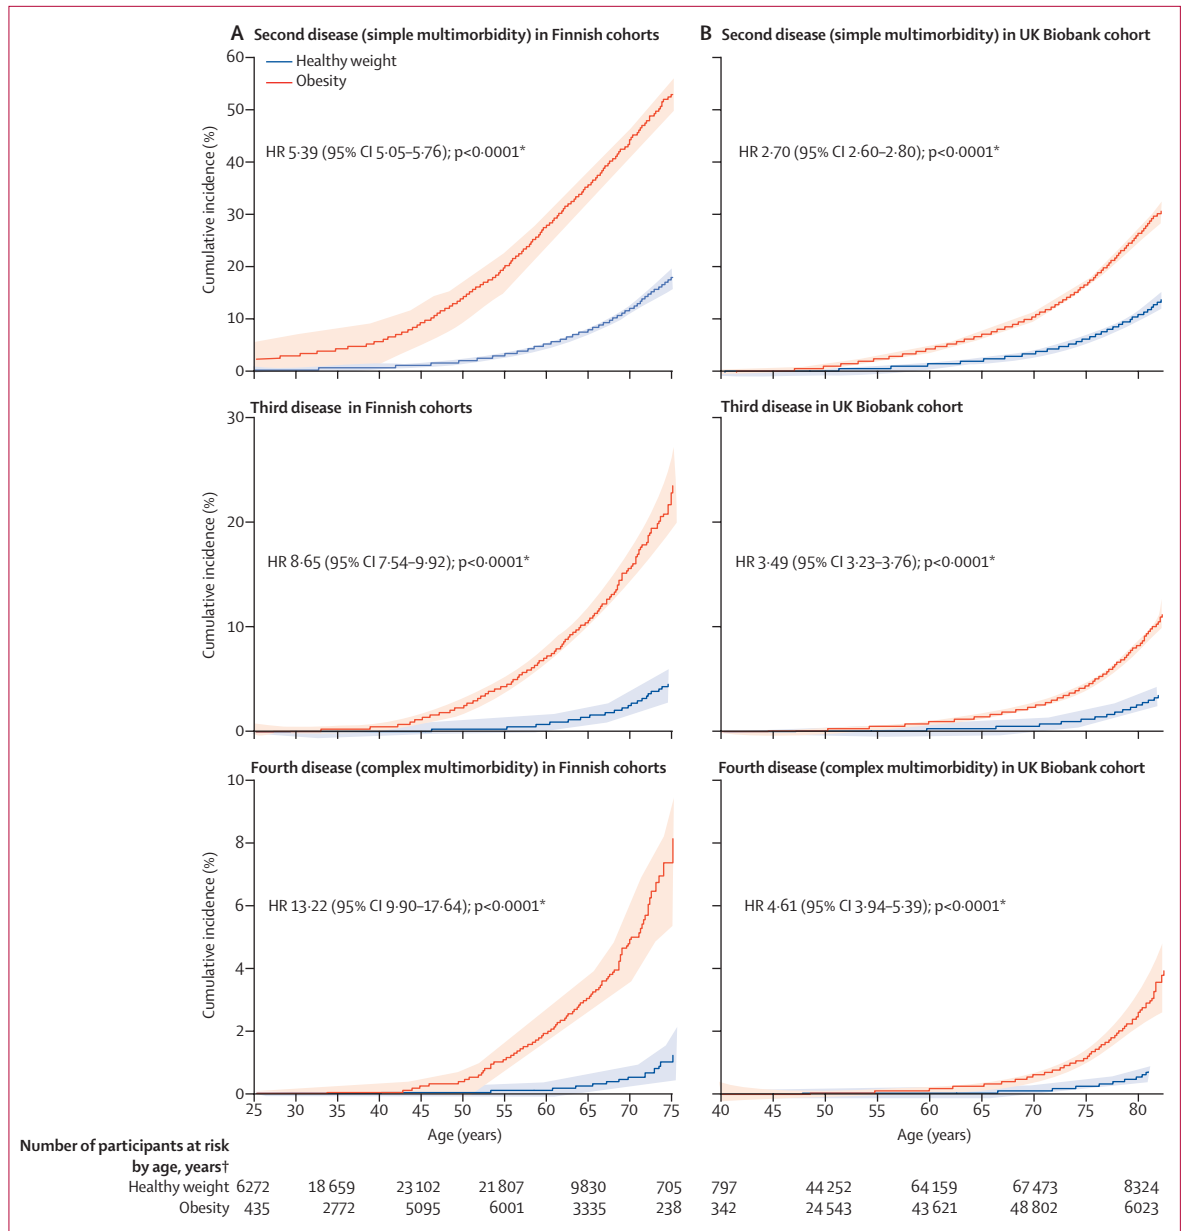 A Second disease (simple multimorbidity) in Finnish cohorts
B Second disease (simple multimorbidity) in UK Biobank cohort
Healthy weight
Obesity
60
50
40
30
20
10
0
Cumulative incidence (%)
HR 5·39 (95% CI 5·05–5·76); p<0·0001*
HR 2·70 (95% CI 2·60–2·80); p<0·0001*
Third disease in Finnish cohorts
Third disease in UK Biobank cohort
30
20
10
0
Cumulative incidence (%)
HR 8·65 (95% CI 7·54–9·92); p<0·0001*
HR 3·49 (95% CI 3·23–3·76); p<0·0001*
Fourth disease (complex multimorbidity) in Finnish cohorts
Fourth disease (complex multimorbidity) in UK Biobank cohort
10
8
6
4
2
0
Cumulative incidence (%)
HR 13·22 (95% CI 9·90–17·64); p<0·0001*
HR 4·61 (95% CI 3·94–5·39); p<0·0001*
25 30 35 40 45 50 55 60 65 70 75
40 45 50 55 60 65 70 75 80
Age (years)
Age (years)
Number of participants at risk
by age, years†
Healthy weight 6272 18 659 23 102 21 807 9830 705 797 44 252 64 159 67 473 8324
Obesity 435 2772 5095 6001 3335 238 342 24 543 43 621 48 802 6023